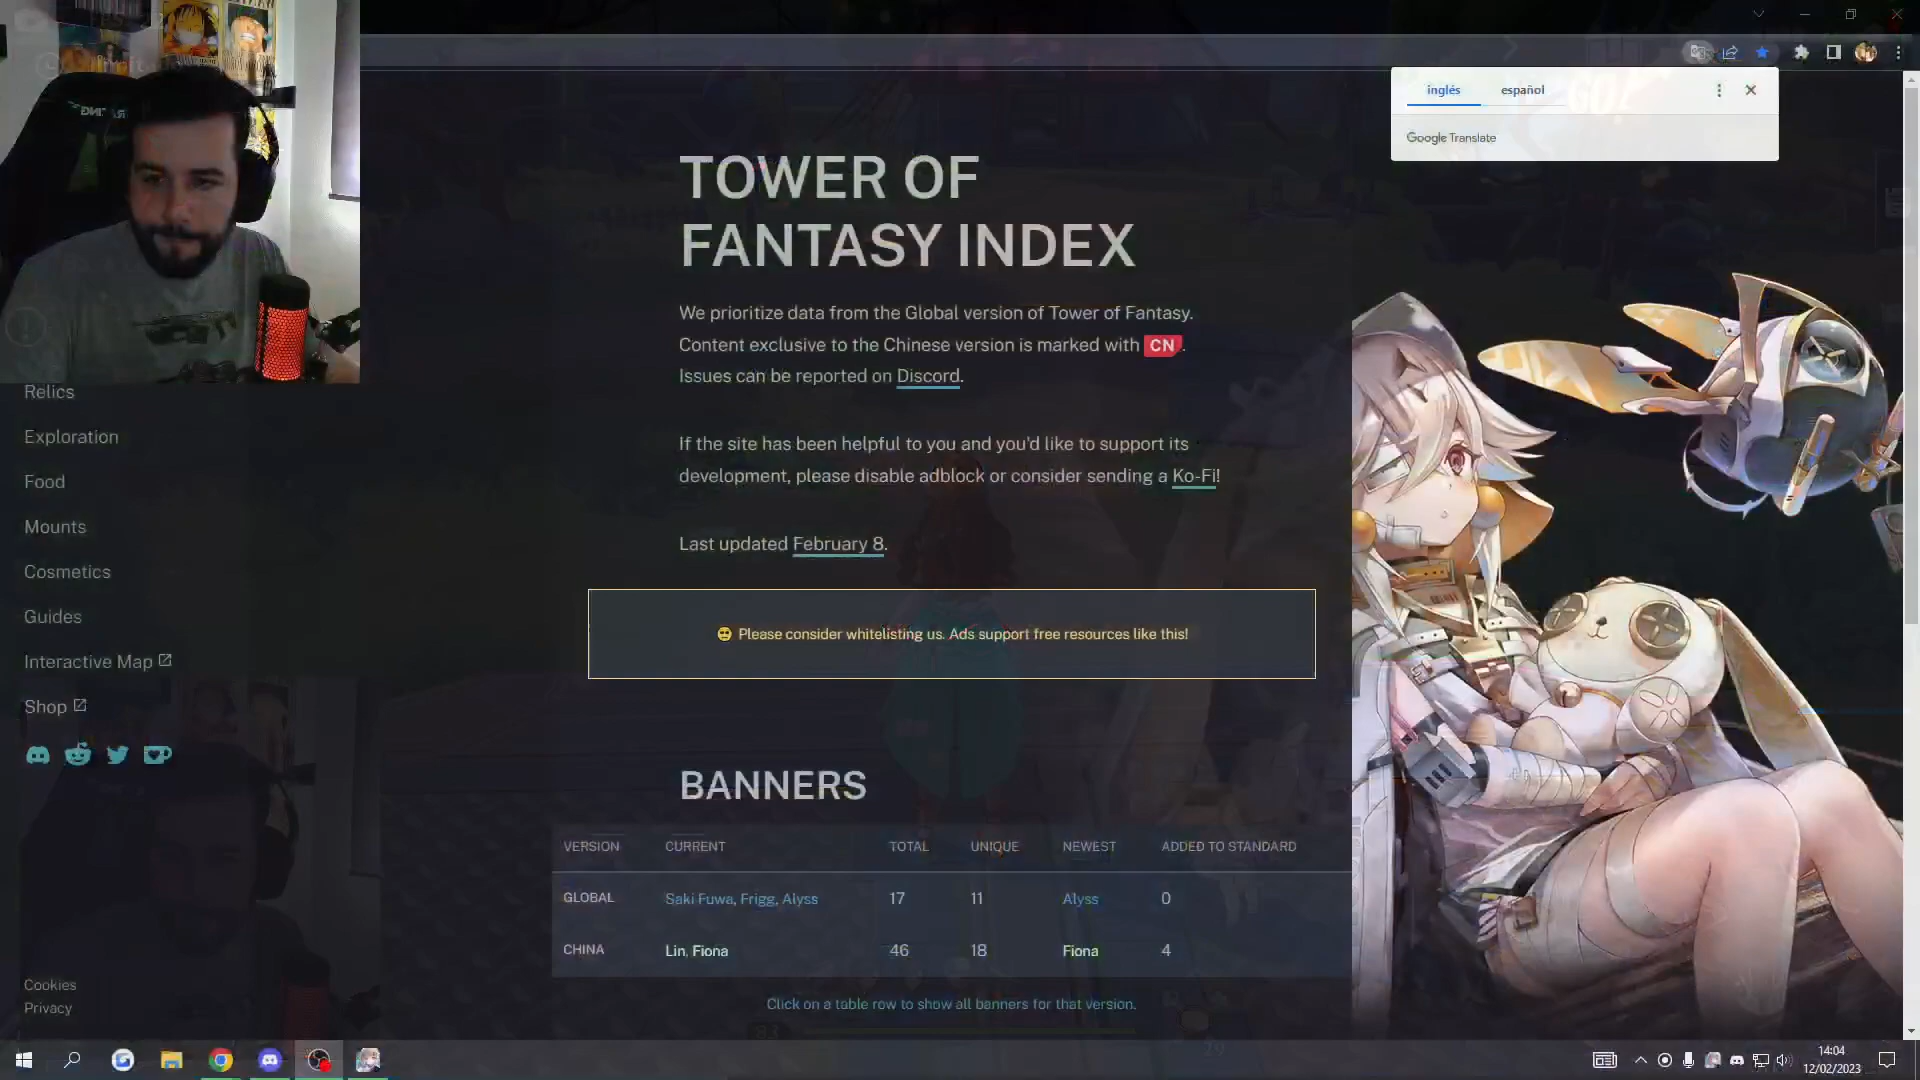 inglés español
Google Translate
TOWER OF
FANTASY INDEX
We prioritize data from the Global version of Tower of Fantasy.
Content exclusive to the Chinese version is marked with CN.
Issues can be reported on Discord.
If the site has been helpful to you and you'd like to support its
development, please disable adblock or consider sending a Ko-Fi!
Last updated February 8.
Please consider whitelisting us. Ads support free resources like this!
Relics
Exploration
Food
Mounts
Cosmetics
Guides
Interactive Map
Shop
BANNERS
VERSION CURRENT TOTAL UNIQUE NEWEST ADDED TO STANDARD
GLOBAL Saki Fuwa, Frigg, Alyss 17 11 Alyss 0
CHINA Lin, Fiona 46 18 Fiona 4
Click on a table row to show all banners for that version.
Cookies
Privacy
14:04
12/02/2023